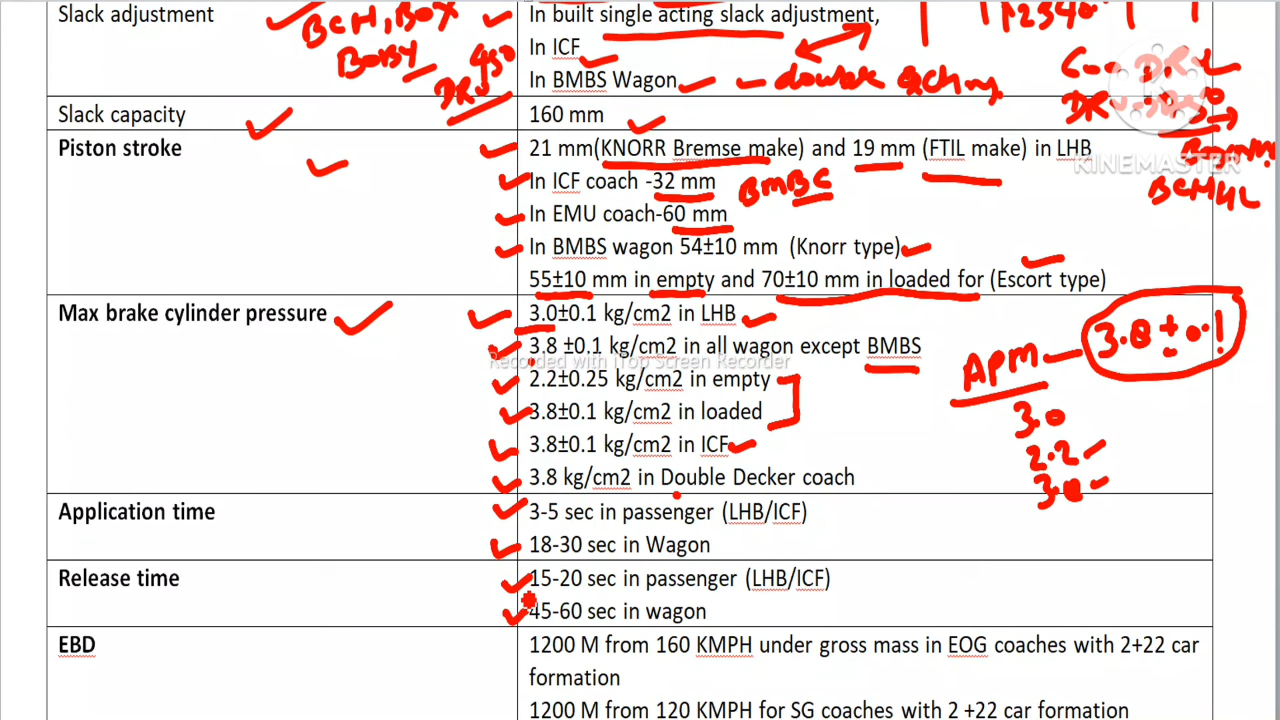 Slack adjustment
BCH, BOX
BOBY
In built single acting slack adjustment,
In ICF
In BMBS Wagon
double acting
Slack capacity
160 mm
KINEMASTER
Piston stroke
21 mm(KNORR Bremse make) and 19 mm (FTIL make) in LHB
In ICF coach -32 mm
BMBC
In EMU coach-60 mm
In BMBS wagon 54±10 mm (Knorr type)
55±10 mm in empty and 70±10 mm in loaded for (Escort type)
Max brake cylinder pressure
3.0±0.1 kg/cm2 in LHB
3.8 ±0.1 kg/cm2 in all wagon except BMBS
Recorded with iTop Screen Recorder
2.2±0.25 kg/cm2 in empty
3.8±0.1 kg/cm2 in loaded
3.8±0.1 kg/cm2 in ICF
3.8 kg/cm2 in Double Decker coach
APM
3.8 ± 0.1
3.0
2.2
3.8
Application time
3-5 sec in passenger (LHB/ICF)
18-30 sec in Wagon
Release time
15-20 sec in passenger (LHB/ICF)
45-60 sec in wagon
EBD
1200 M from 160 KMPH under gross mass in EOG coaches with 2+22 car
formation
1200 M from 120 KMPH for SG coaches with 2 +22 car formation